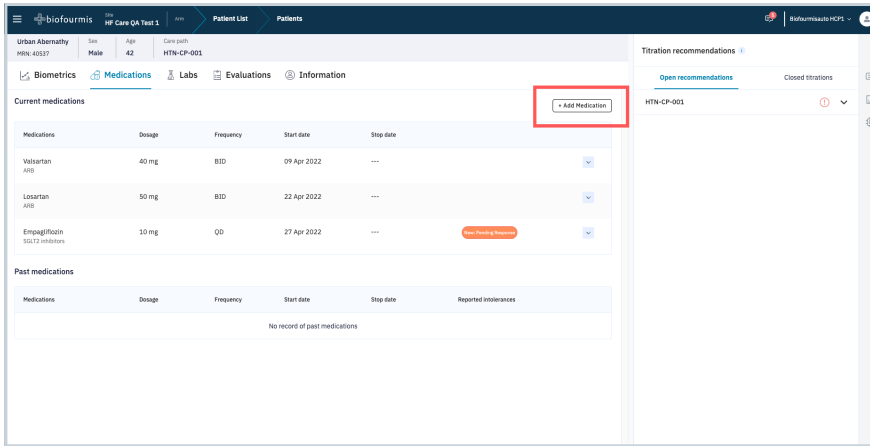 biofourmis
Site
HF Care QA Test 1
ARM
Patient List
Patients
Biofourmisauto HCP1
Urban Abernathy
MRN: 40537
Sex
Male
Age
42
Care path
HTN-CP-001
Biometrics
Medications
Labs
Evaluations
Information
Current medications
+ Add Medication
Medications Dosage Frequency Start date Stop date
Valsartan 40 mg BID 09 Apr 2022 ---
ARB
Losartan 50 mg BID 22 Apr 2022 ---
ARB
Empagliflozin 10 mg QD 27 Apr 2022 --- New: Pending Response
SGLT2 inhibitors
Past medications
Medications Dosage Frequency Start date Stop date Reported intolerances
No record of past medications
Titration recommendations
Open recommendations Closed titrations
HTN-CP-001